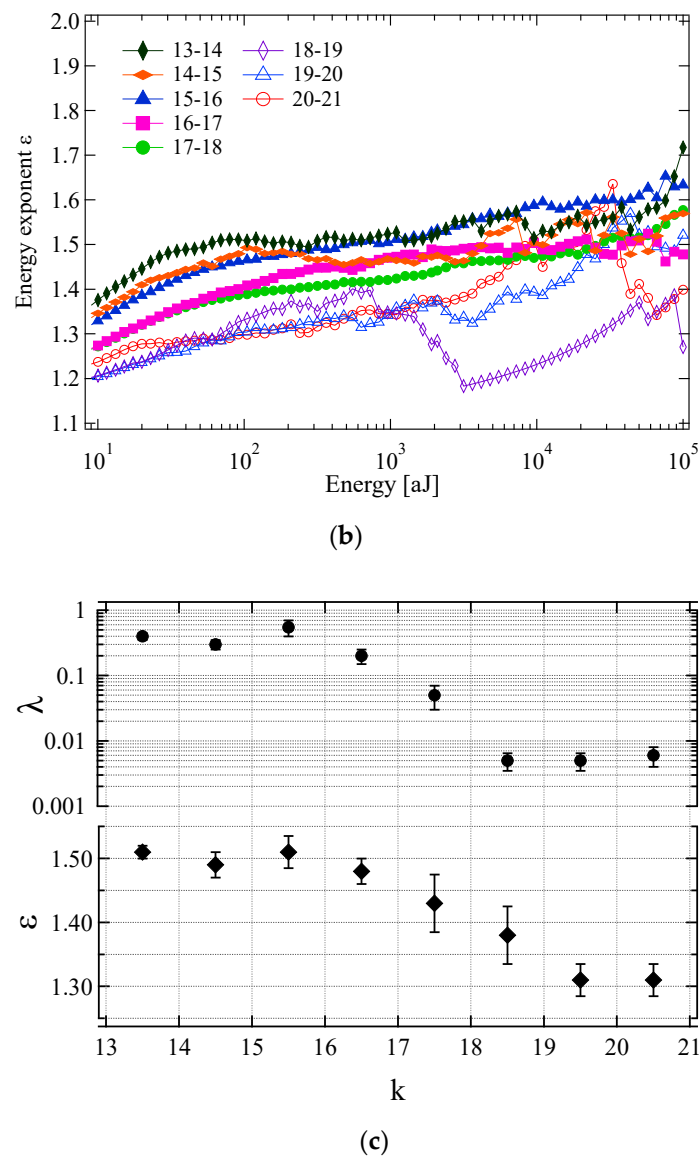 2.0
1.9
1.8
1.7
1.6
1.5
1.4
1.3
1.2
1.1
Energy exponent ε
13-14
14-15
15-16
16-17
17-18
18-19
19-20
20-21
10¹ 10² 10³ 10⁴ 10⁵
Energy [aJ]
(b)
1
0.1
0.01
0.001
λ
1.50
1.40
1.30
ε
13 14 15 16 17 18 19 20 21
k
(c)